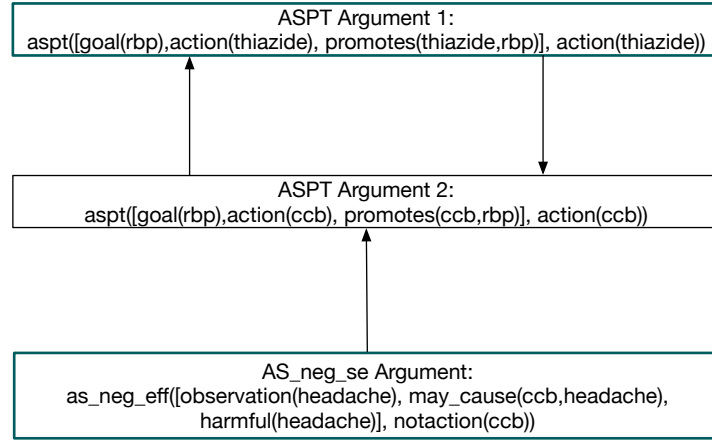 ASPT Argument 1:
aspt([goal(rbp),action(thiazide), promotes(thiazide,rbp)], action(thiazide))
ASPT Argument 2:
aspt([goal(rbp),action(ccb), promotes(ccb,rbp)], action(ccb))
AS_neg_se Argument:
as_neg_eff([observation(headache), may_cause(ccb,headache),
harmful(headache)], notaction(ccb))